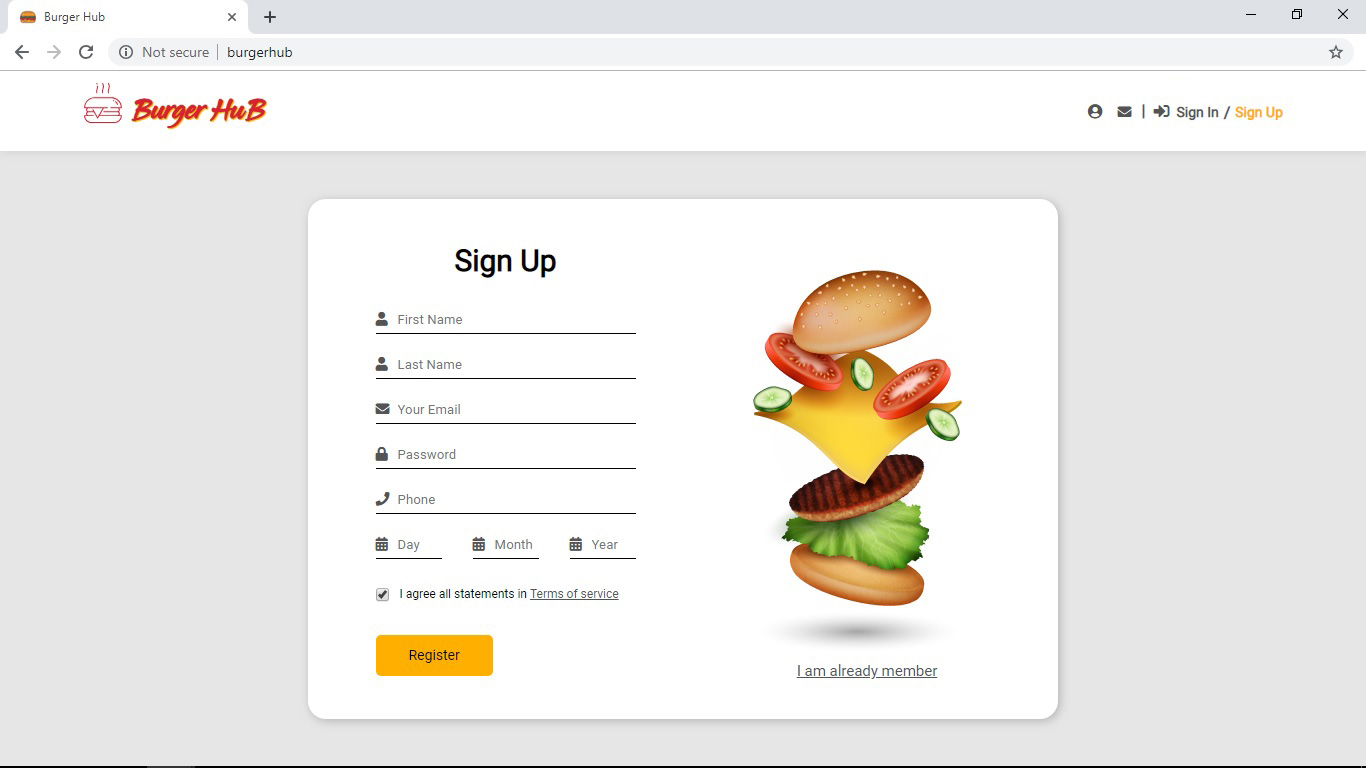 Burger Hub
Not secure | burgerhub
Burger HuB
| Sign In / Sign Up
Sign Up
First Name
Last Name
Your Email
Password
Phone
Day Month Year
I agree all statements in Terms of service
Register
I am already member